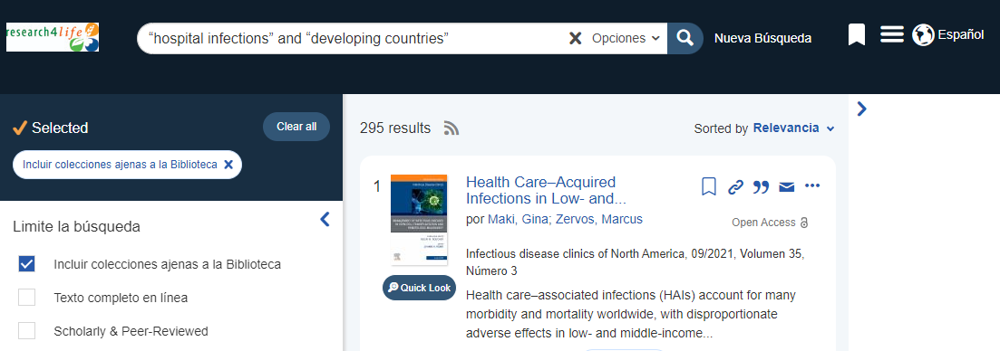 research4life
“hospital infections” and “developing countries”
Opciones
Nueva Búsqueda
Español
Selected
Clear all
Incluir colecciones ajenas a la Biblioteca
Limite la búsqueda
Incluir colecciones ajenas a la Biblioteca
Texto completo en línea
Scholarly & Peer-Reviewed
295 results
Sorted by Relevancia
1
Health Care–Acquired
Infections in Low- and...
por Maki, Gina; Zervos, Marcus
Open Access
Infectious disease clinics of North America, 09/2021, Volumen 35,
Número 3
Quick Look
Health care–associated infections (HAIs) account for many
morbidity and mortality worldwide, with disproportionate
adverse effects in low- and middle-income...